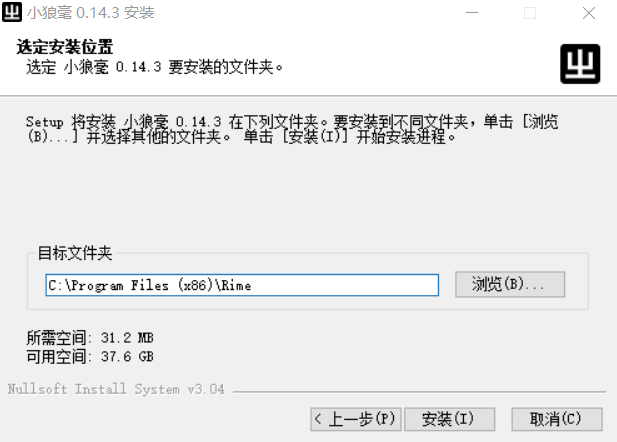 小狼毫 0.14.3 安装
选定安装位置
选定 小狼毫 0.14.3 要安装的文件夹。
Setup 将安装 小狼毫 0.14.3 在下列文件夹。要安装到不同文件夹，单击 [浏览
(B)...] 并选择其他的文件夹。 单击 [安装(I)] 开始安装进程。
目标文件夹
C:\Program Files (x86)\Rime
浏览(B)...
所需空间: 31.2 MB
可用空间: 37.6 GB
Nullsoft Install System v3.04
< 上一步(P)
安装(I)
取消(C)